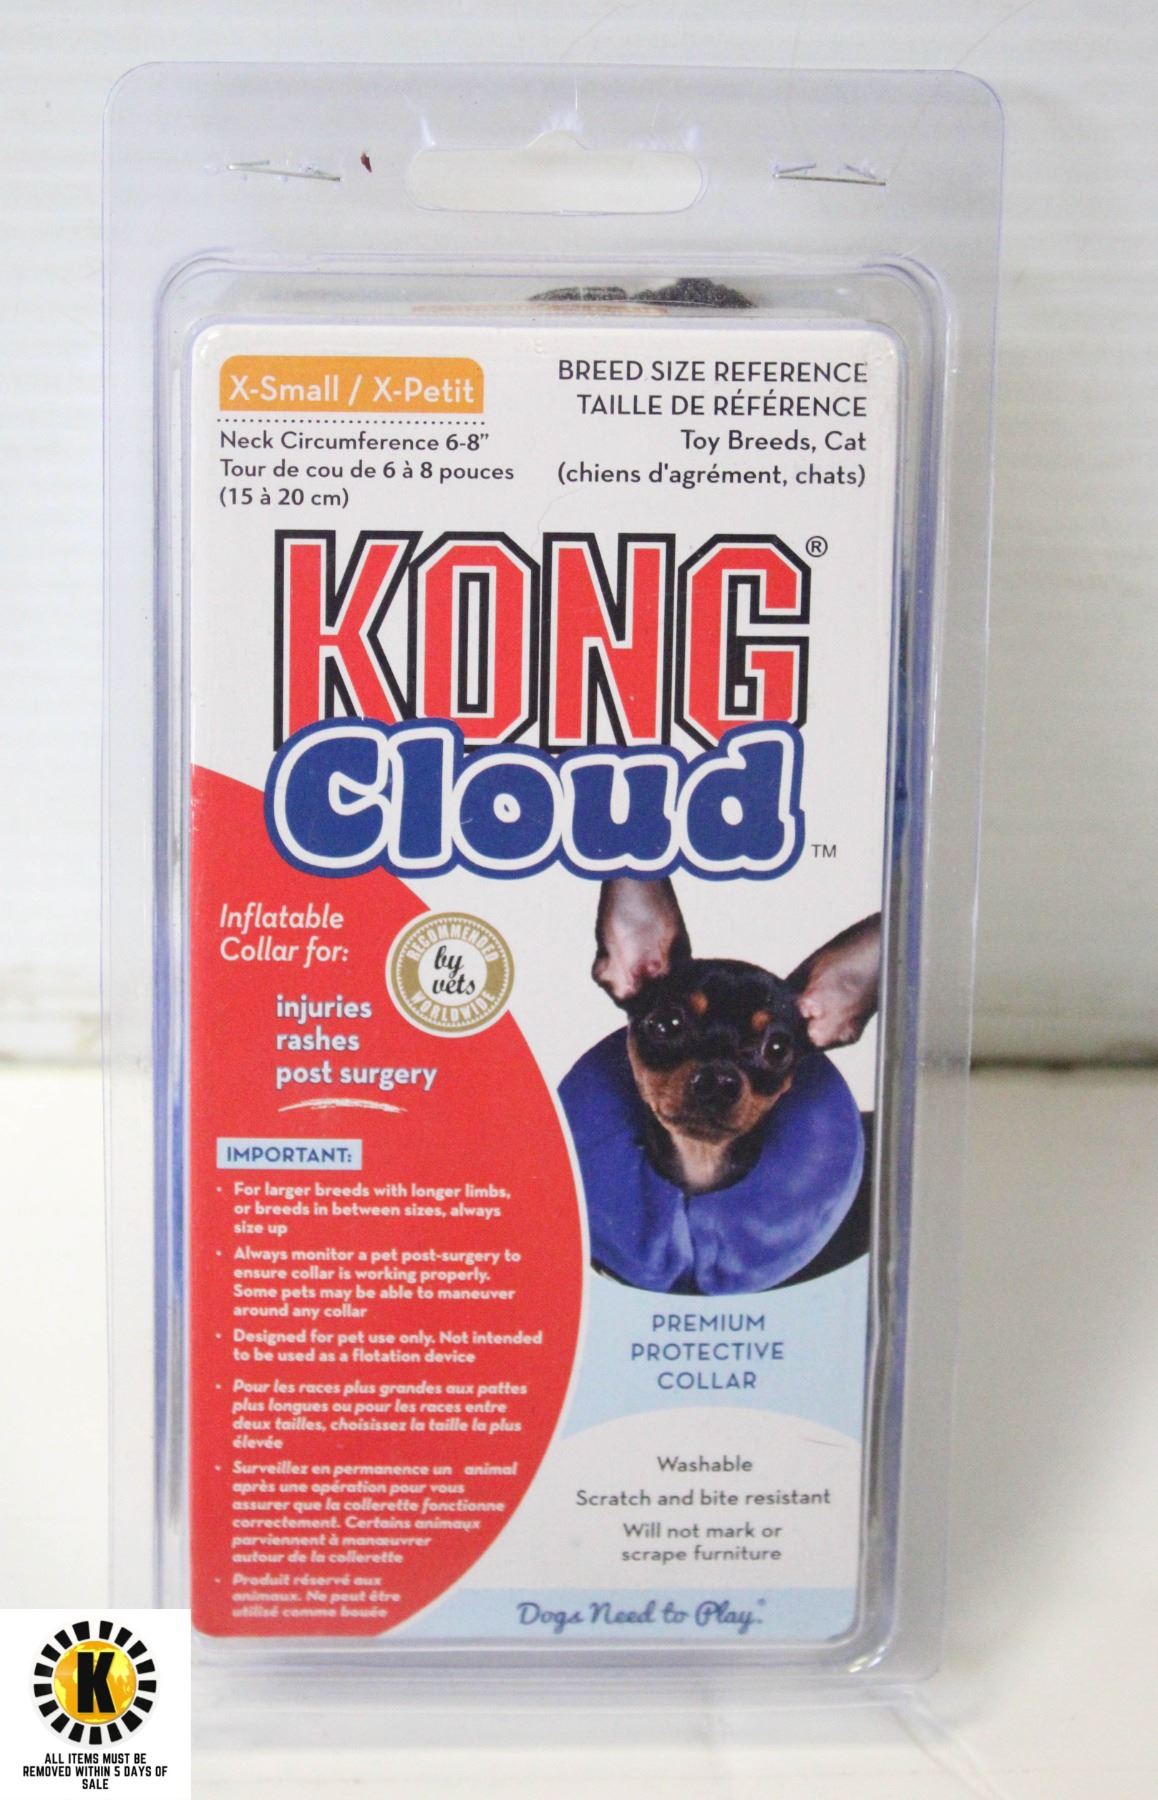 X-Small / X-Petit
Neck Circumference 6-8"
Tour de cou de 6 à 8 pouces
(15 à 20 cm)
BREED SIZE REFERENCE
TAILLE DE RÉFÉRENCE
Toy Breeds, Cat
(chiens d'agrément, chats)
KONG®
Cloud™
Inflatable
Collar for:
injuries
rashes
post surgery
RECOMMENDED
by
vets
WORLDWIDE
IMPORTANT:
• For larger breeds with longer limbs,
or breeds in between sizes, always
size up
• Always monitor a pet post-surgery to
ensure collar is working properly.
Some pets may be able to maneuver
around any collar
• Designed for pet use only. Not intended
to be used as a flotation device
• Pour les races plus grandes aux pattes
plus longues ou pour les races entre
deux tailles, choisissez la taille la plus
élevée
• Surveillez en permanence un animal
après une opération pour vous
assurer que la collerette fonctionne
correctement. Certains animaux
parviennent à manœuvrer
autour de la collerette
• Produit réservé aux
animaux. Ne peut être
utilisé comme bouée
PREMIUM
PROTECTIVE
COLLAR
Washable
Scratch and bite resistant
Will not mark or
scrape furniture
Dogs Need to Play.®
K
ALL ITEMS MUST BE
REMOVED WITHIN 5 DAYS OF
SALE